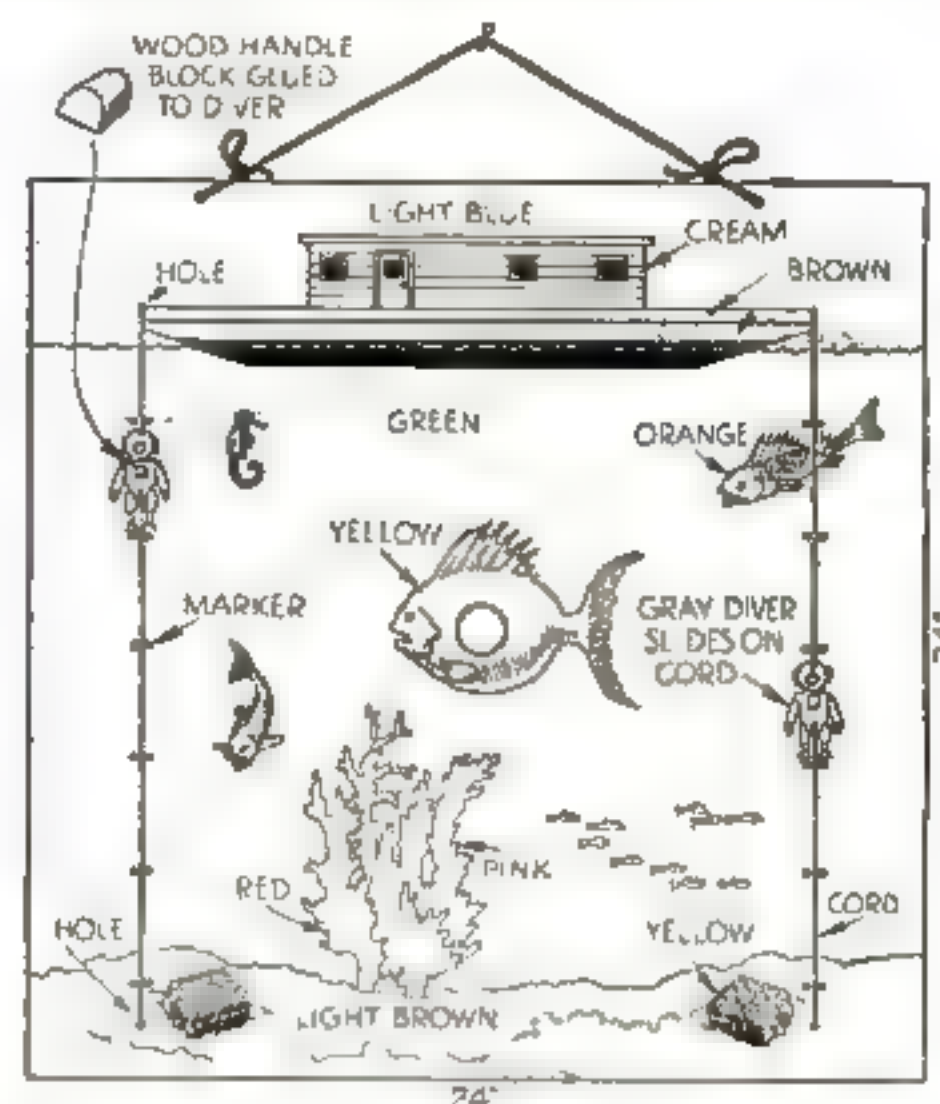 WOOD HANDLE
BLOCK GLUED
TO DIVER
LIGHT BLUE
CREAM
HOLE
BROWN
GREEN
ORANGE
YELLOW
MARKER
GRAY DIVER
SLIDES ON
CORD
PINK
RED
CORD
HOLE
YELLOW
LIGHT BROWN
24"